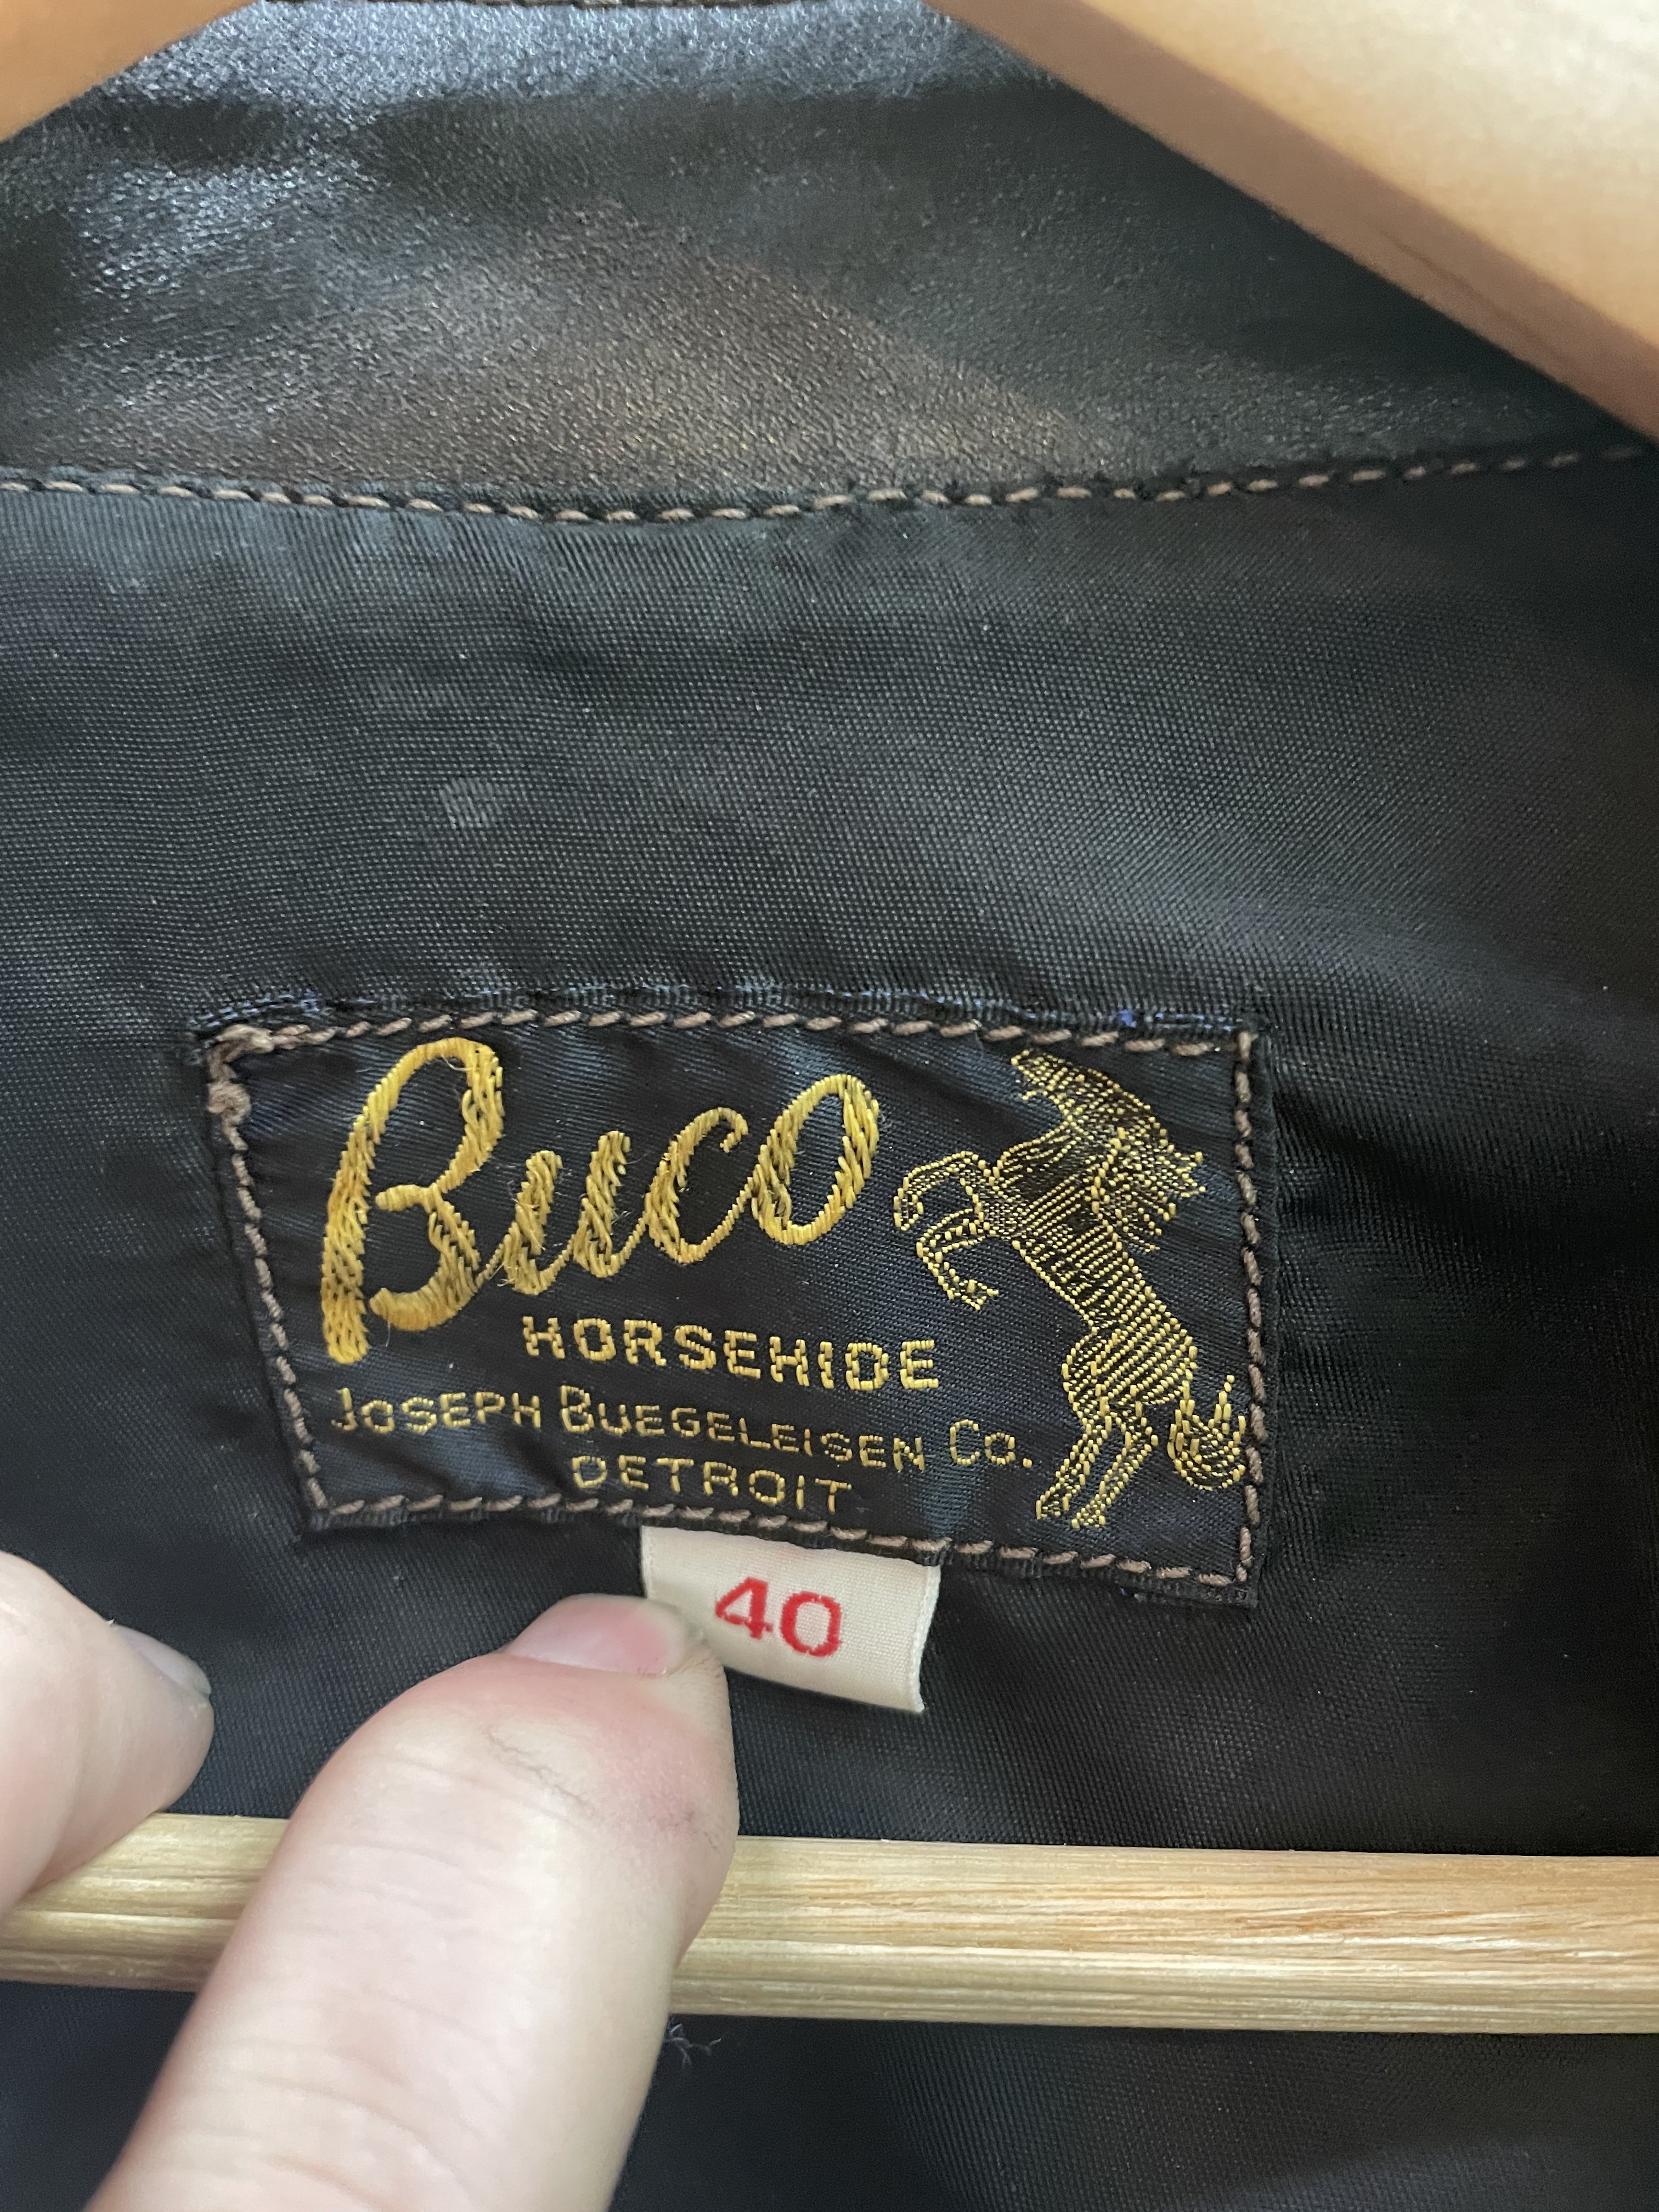 Buco
HORSEHIDE
JOSEPH BUEGELEISEN CO.
DETROIT
40